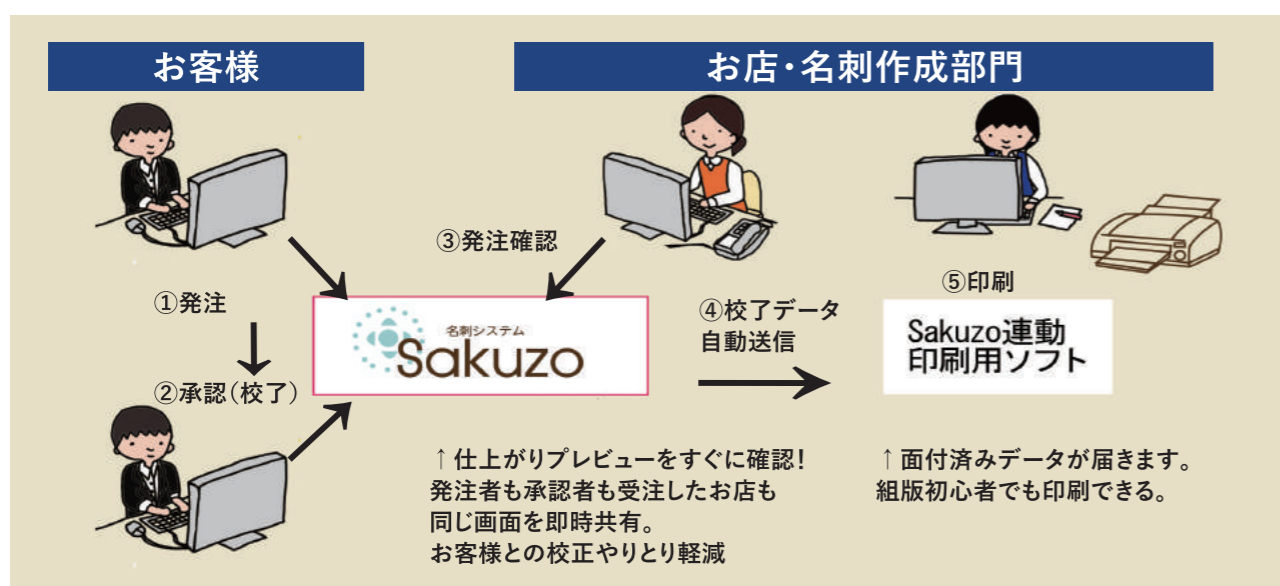 お客様
お店・名刺作成部門
③発注確認
①発注
②承認（校了）
名刺システム
Sakuzo
④校了データ
自動送信
⑤印刷
Sakuzo連動
印刷用ソフト
↑仕上がりプレビューをすぐに確認！
発注者も承認者も受注したお店も
同じ画面を即時共有。
お客様との校正やりとり軽減
↑面付済みデータが届きます。
組版初心者でも印刷できる。